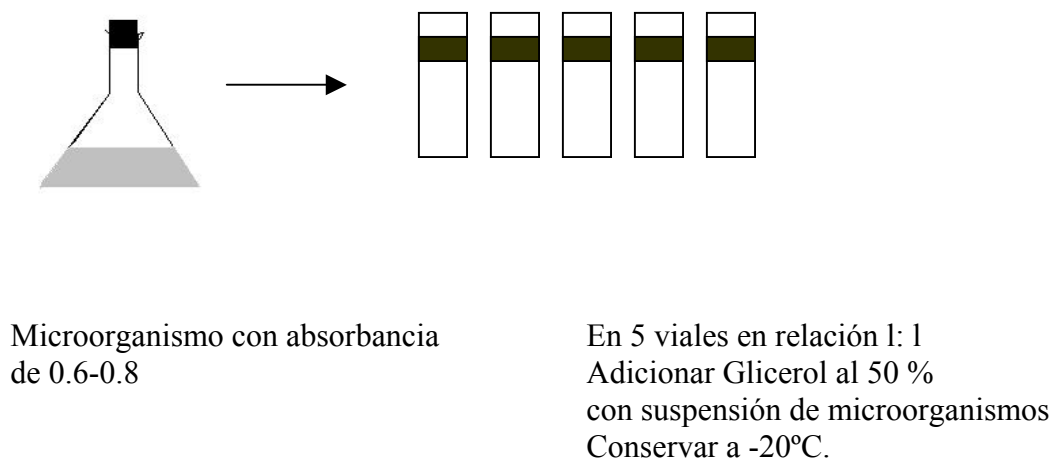 Microorganismo con absorbancia
de 0.6-0.8
En 5 viales en relación l: l
Adicionar Glicerol al 50 %
con suspensión de microorganismos
Conservar a -20ºC.